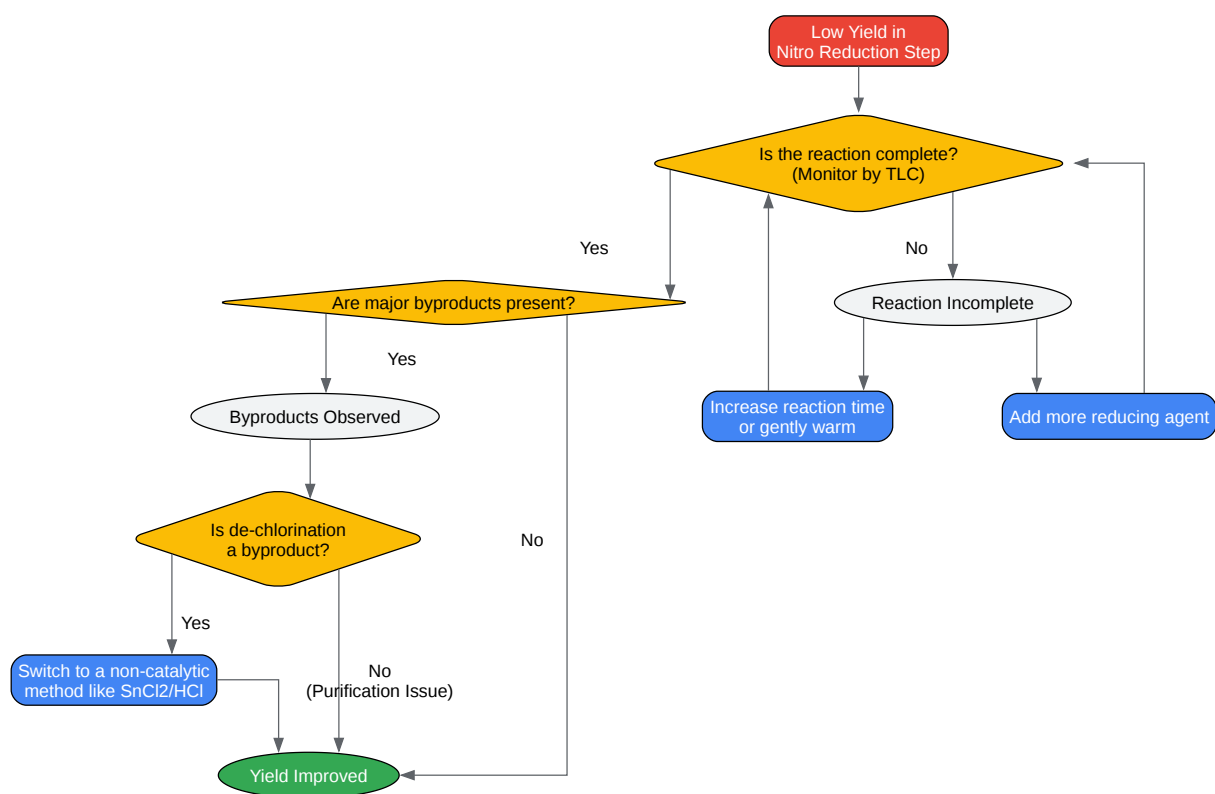 Low Yield in
Nitro Reduction Step
Is the reaction complete?
(Monitor by TLC)
Yes
No
Are major byproducts present?
Reaction Incomplete
Yes
Byproducts Observed
Increase reaction time
or gently warm
Add more reducing agent
Is de-chlorination
a byproduct?
No
Yes
Switch to a non-catalytic
method like SnCl2/HCl
No
(Purification Issue)
Yield Improved